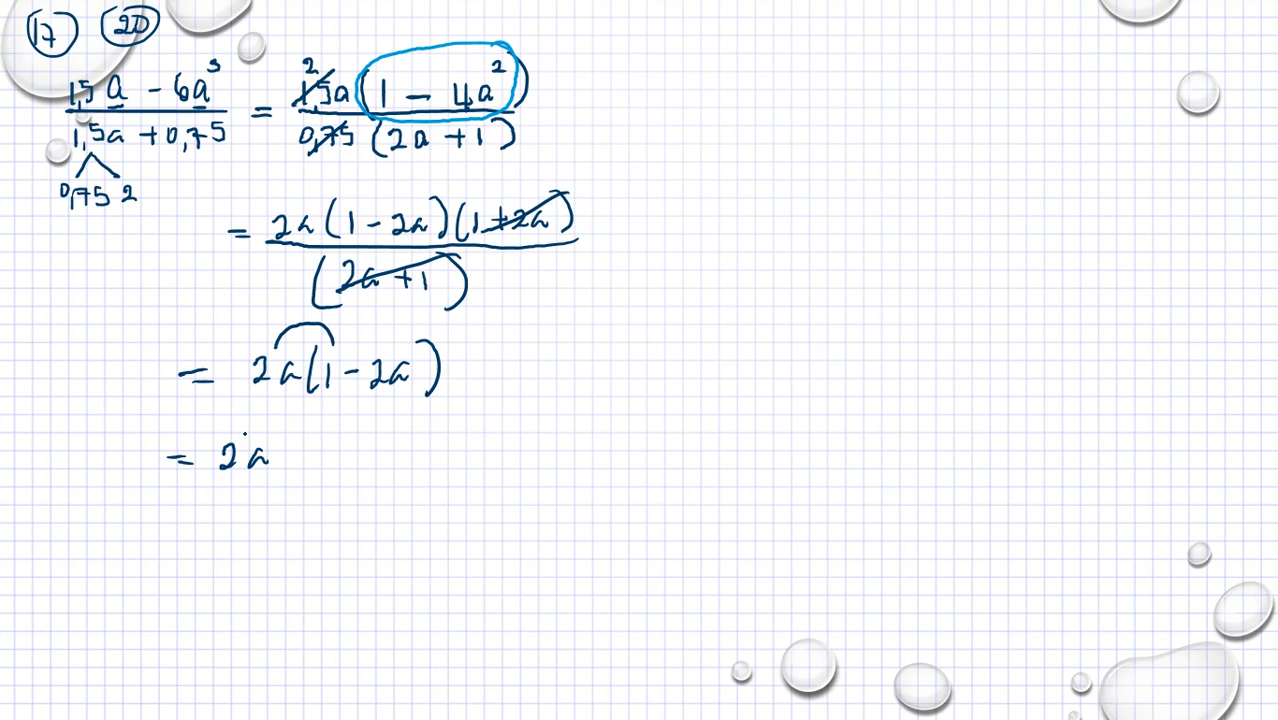 17 20
1,5a - 6a³ / 1,5a + 0,75 = 2 1,5a (1 - 4a²) / 0,75 (2a + 1)
0,75 2
= 2a (1 - 2a) (1 + 2a) / (2a + 1)
= 2a (1 - 2a)
= 2a